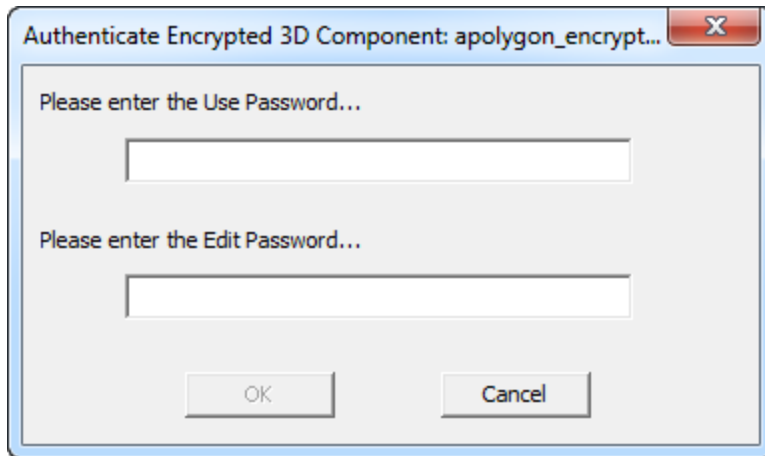 Authenticate Encrypted 3D Component: apolygon_encrypt...
Please enter the Use Password...
Please enter the Edit Password...
OK
Cancel